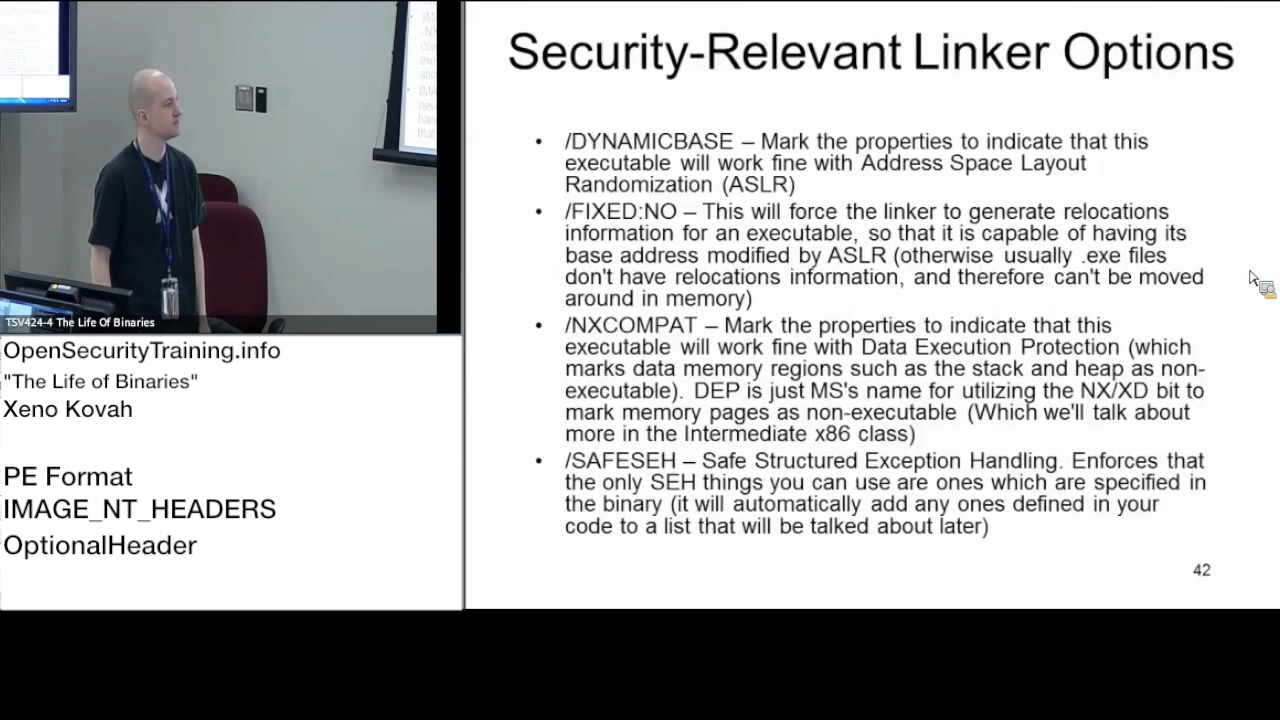 Security-Relevant Linker Options
• /DYNAMICBASE – Mark the properties to indicate that this
executable will work fine with Address Space Layout
Randomization (ASLR)
• /FIXED:NO – This will force the linker to generate relocations
information for an executable, so that it is capable of having its
base address modified by ASLR (otherwise usually .exe files
don't have relocations information, and therefore can't be moved
around in memory)
• /NXCOMPAT – Mark the properties to indicate that this
executable will work fine with Data Execution Protection (which
marks data memory regions such as the stack and heap as non-
executable). DEP is just MS's name for utilizing the NX/XD bit to
mark memory pages as non-executable (Which we'll talk about
more in the Intermediate x86 class)
• /SAFESEH – Safe Structured Exception Handling. Enforces that
the only SEH things you can use are ones which are specified in
the binary (it will automatically add any ones defined in your
code to a list that will be talked about later)
42
TSV424-4 The Life Of Binaries
OpenSecurityTraining.info
"The Life of Binaries"
Xeno Kovah
PE Format
IMAGE_NT_HEADERS
OptionalHeader